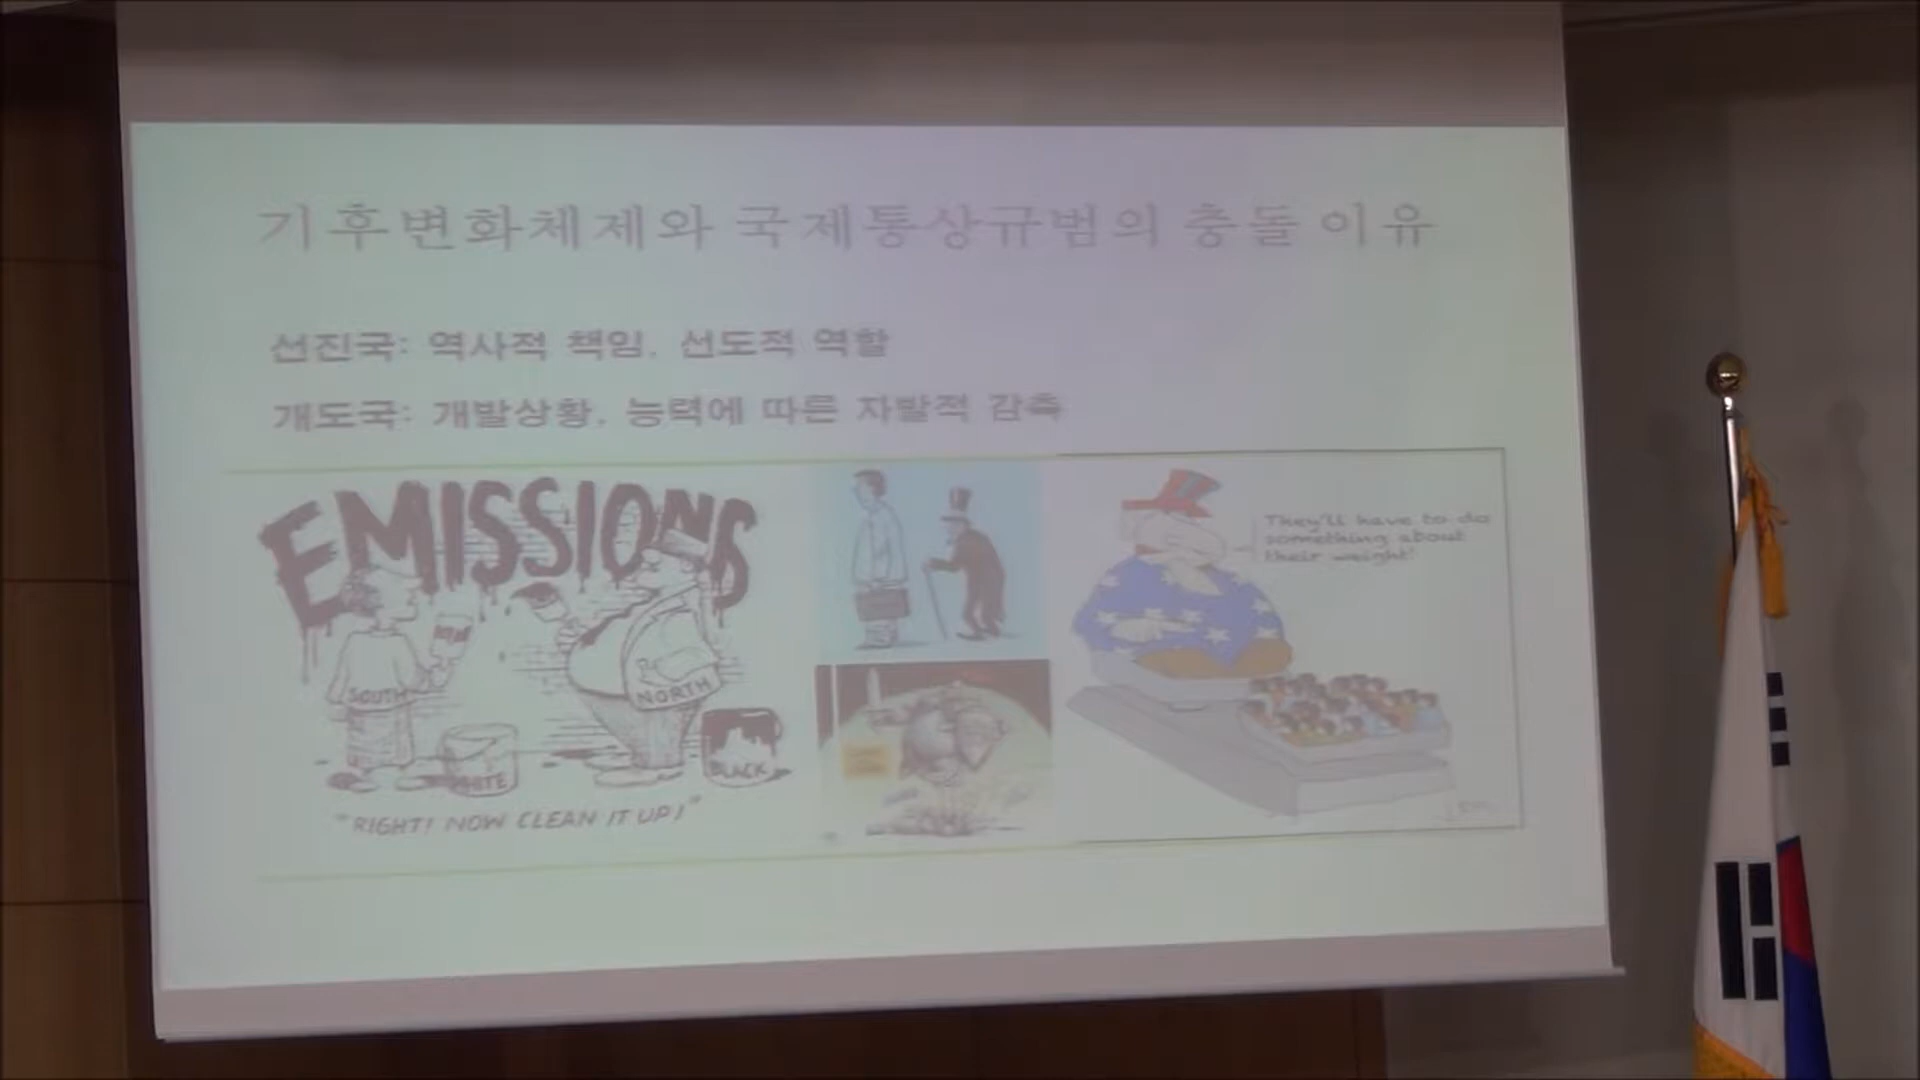 기후변화체제와 국제통상규범의 충돌 이유
선진국: 역사적 책임, 선도적 역할
개도국: 개발상황, 능력에 따른 자발적 감축
EMISSIONS
SOUTH
NORTH
WHITE
BLACK
"RIGHT! NOW CLEAN IT UP!"
They'll have to do
something about
their weight!